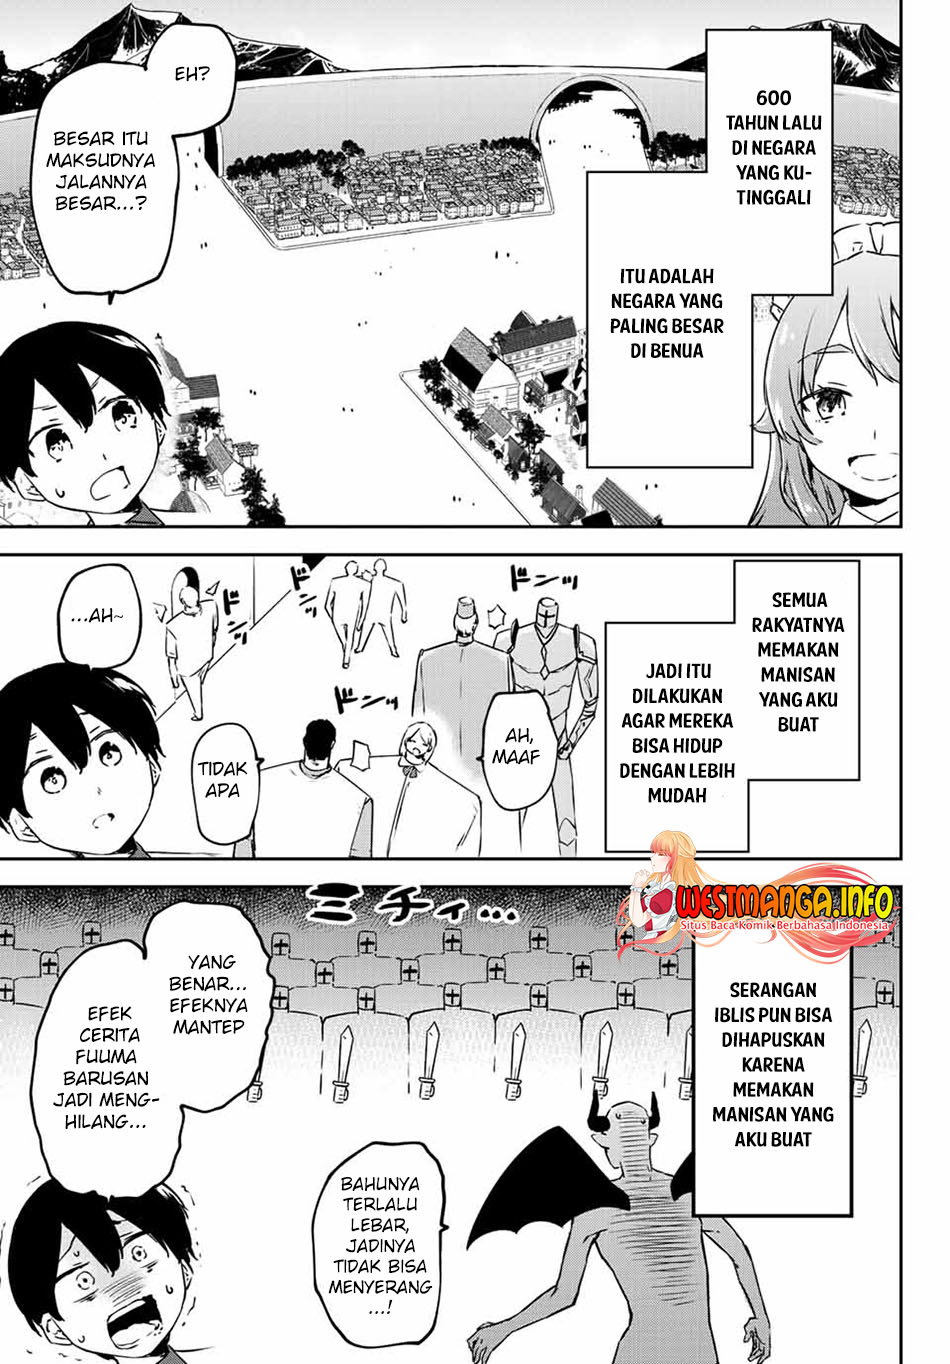 600
TAHUN LALU
DI NEGARA
YANG KU-
TINGGALI
ITU ADALAH
NEGARA YANG
PALING BESAR
DI BENUA
EH?
BESAR ITU
MAKSUDNYA
JALANNYA
BESAR...?
SEMUA
RAKYATNYA
MEMAKAN
MANISAN
YANG AKU
BUAT
JADI ITU
DILAKUKAN
AGAR MEREKA
BISA HIDUP
DENGAN LEBIH
MUDAH
ドンッ
ドンッ
ドンッ
AH,
MAAF
TIDAK
APA
...AH~
WESTMANGA.INFO
Situs Baca Komik Berbahasa Indonesia
SERANGAN
IBLIS PUN BISA
DIHAPUSKAN
KARENA
MEMAKAN
MANISAN YANG
AKU BUAT
ミチィ...
YANG
BENAR...
EFEKNYA
MANTEP
EFEK
CERITA
FUUMA
BARUSAN
JADI MENG-
HILANG...
BAHUNYA
TERLALU
LEBAR,
JADINYA
TIDAK BISA
MENYERANG
...!